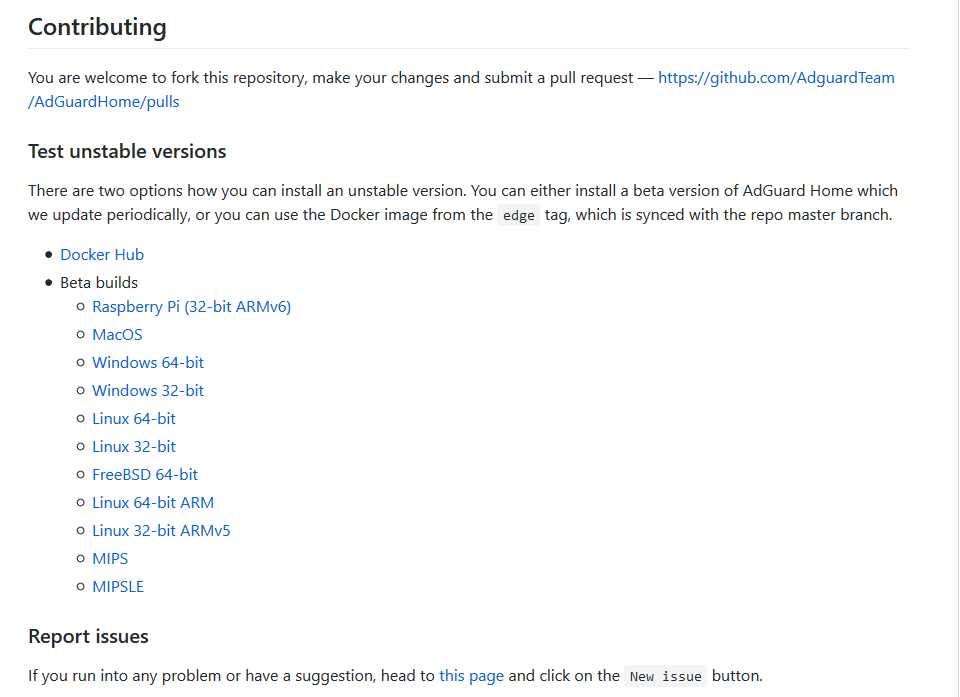 Contributing
You are welcome to fork this repository, make your changes and submit a pull request — https://github.com/AdguardTeam
/AdGuardHome/pulls
Test unstable versions
There are two options how you can install an unstable version. You can either install a beta version of AdGuard Home which
we update periodically, or you can use the Docker image from the edge tag, which is synced with the repo master branch.
Docker Hub
Beta builds
Raspberry Pi (32-bit ARMv6)
MacOS
Windows 64-bit
Windows 32-bit
Linux 64-bit
Linux 32-bit
FreeBSD 64-bit
Linux 64-bit ARM
Linux 32-bit ARMv5
MIPS
MIPSLE
Report issues
If you run into any problem or have a suggestion, head to this page and click on the New issue button.